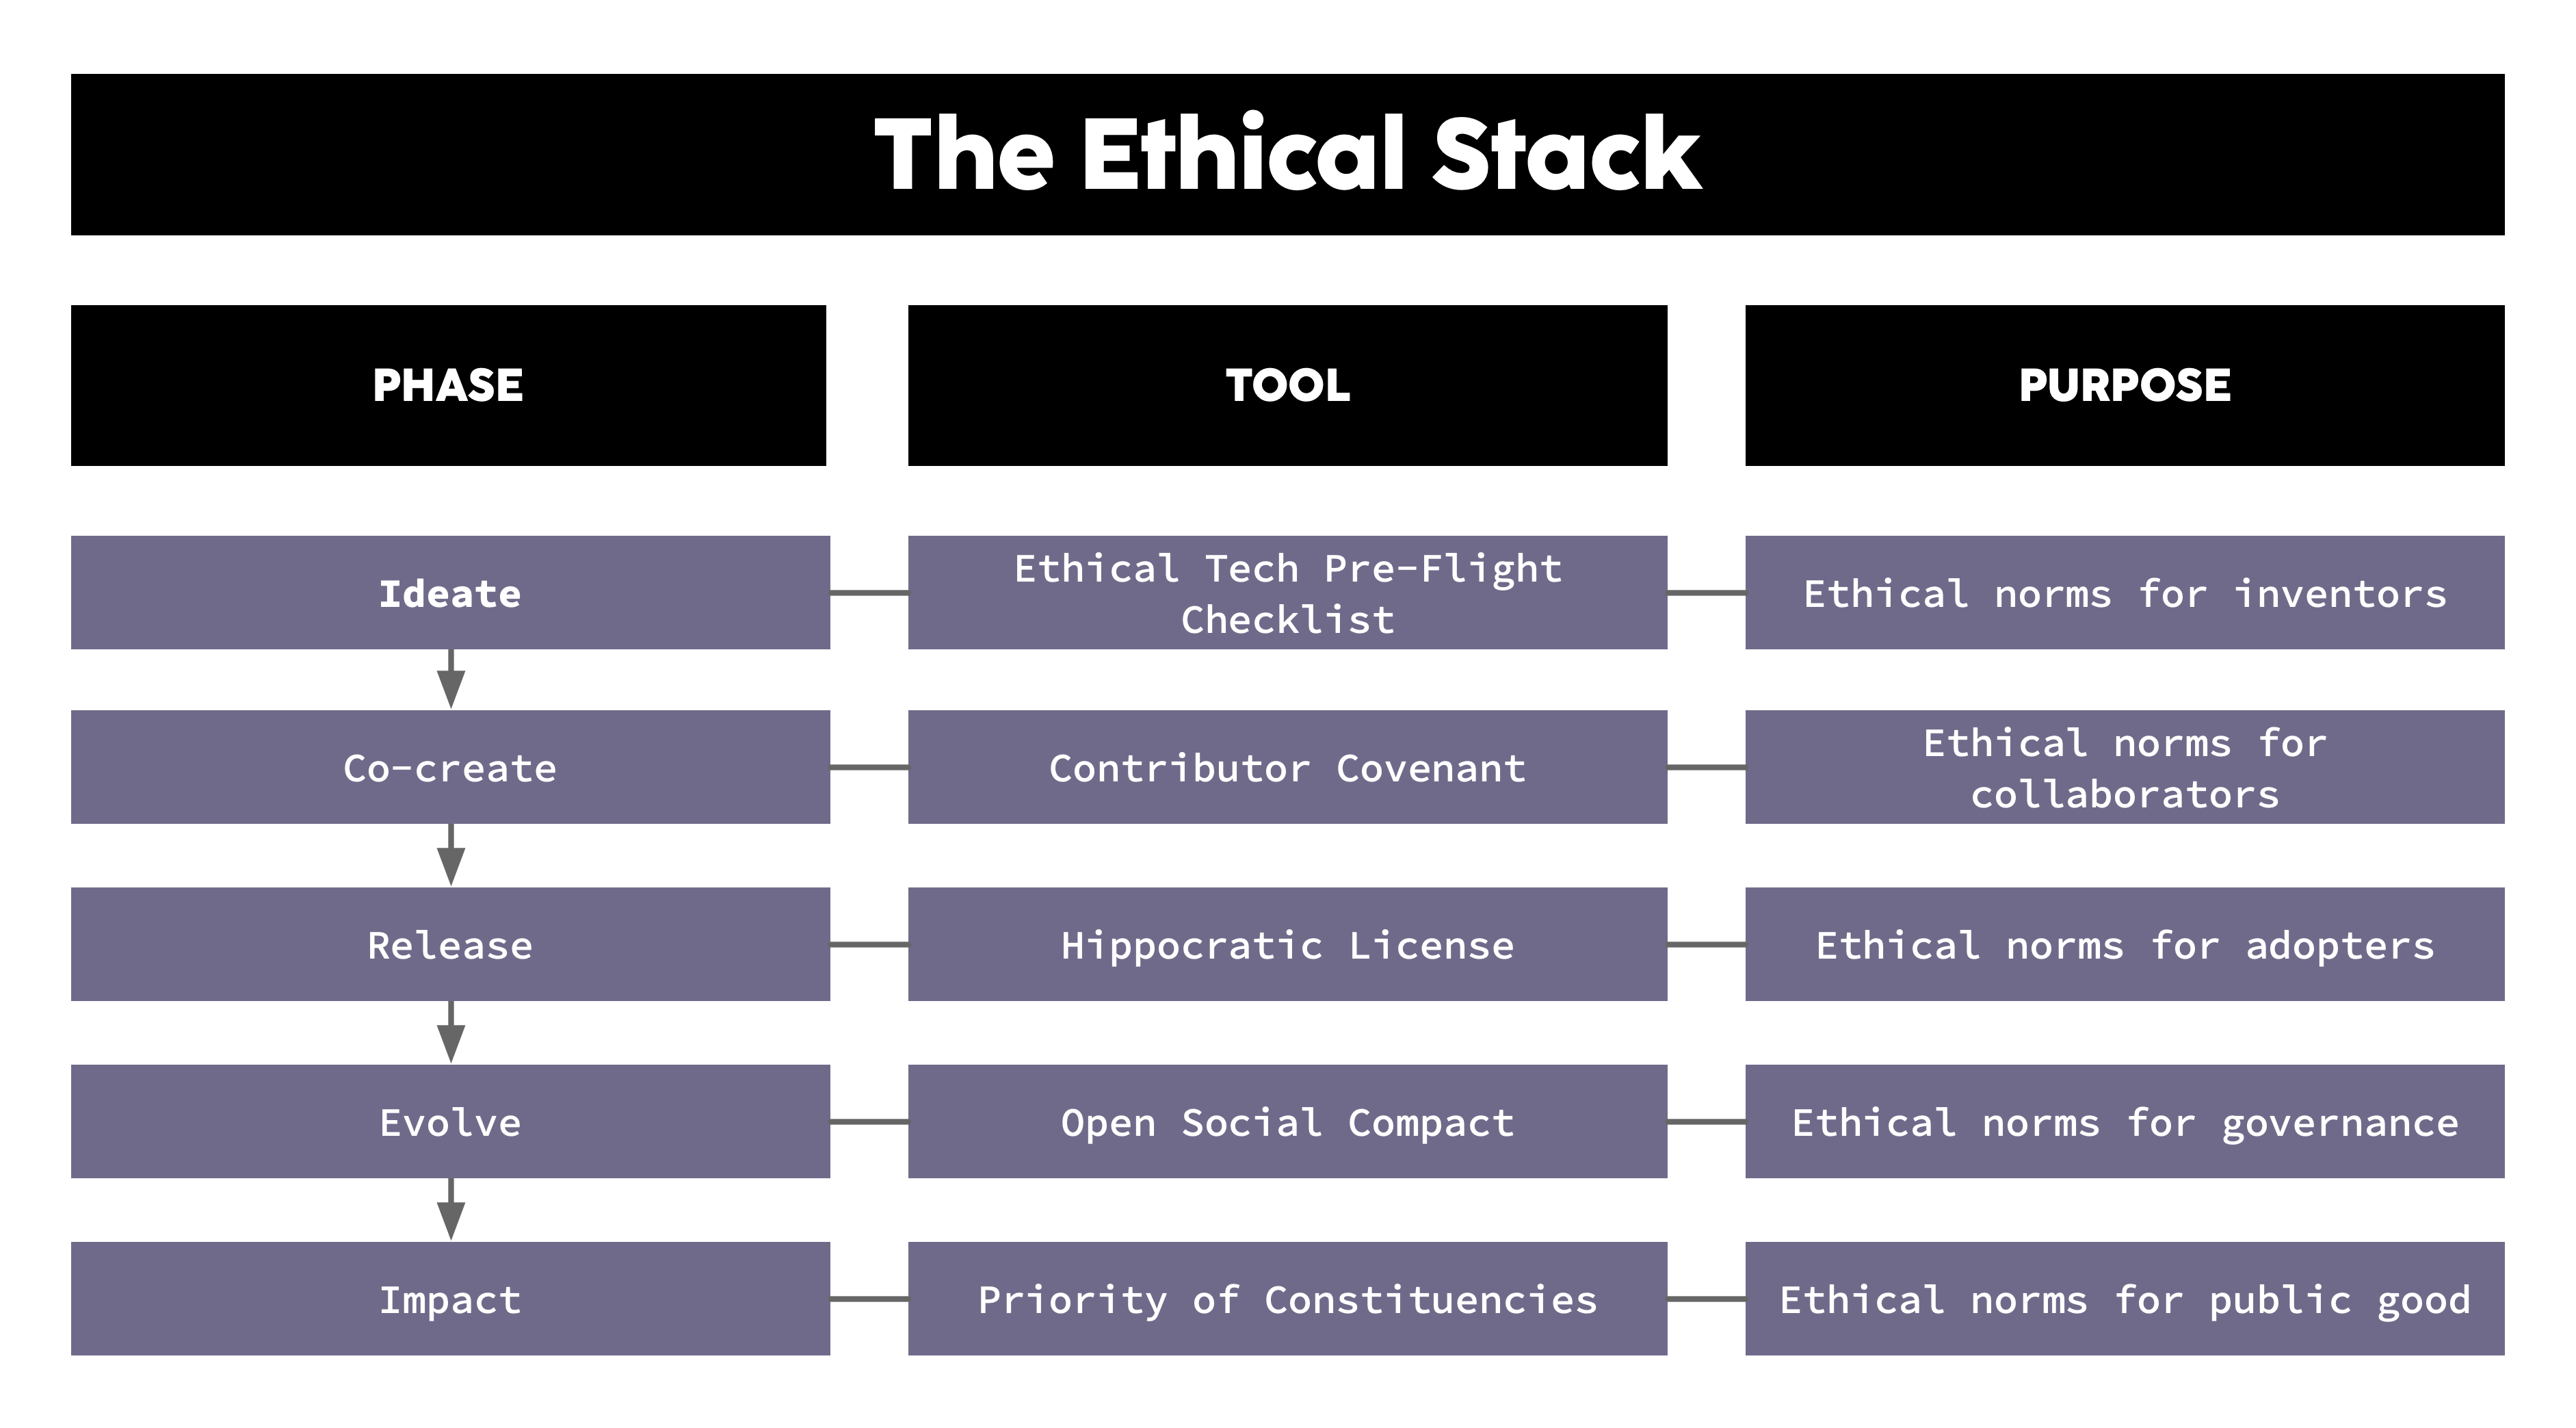 The Ethical Stack
PHASE
TOOL
PURPOSE
Ideate
Ethical Tech Pre-Flight
Checklist
Ethical norms for inventors
Co-create
Contributor Covenant
Ethical norms for
collaborators
Release
Hippocratic License
Ethical norms for adopters
Evolve
Open Social Compact
Ethical norms for governance
Impact
Priority of Constituencies
Ethical norms for public good